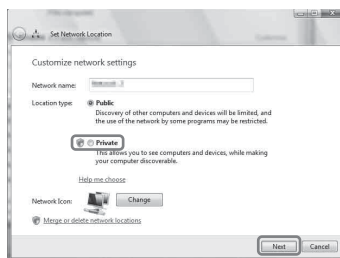 Set Network Location
Customize network settings
Network name:
Location type:
Public
Discovery of other computers and devices will be limited, and
the use of the network by some programs may be restricted.
Private
This allows you to see computers and devices, while making
your computer discoverable.
Help me choose
Network Icon:
Change
Merge or delete network locations
Next
Cancel